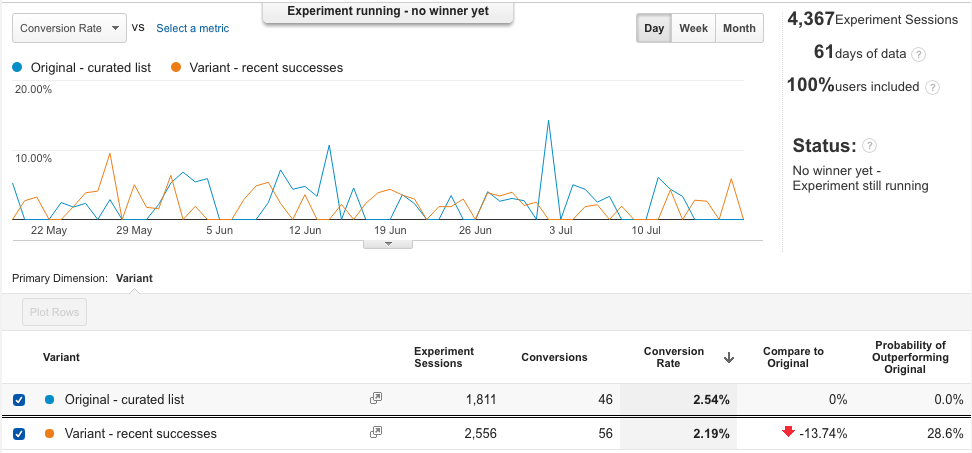 Experiment running - no winner yet
Conversion Rate VS Select a metric
Day Week Month
Original - curated list Variant - recent successes
20.00%
10.00%
22 May 29 May 5 Jun 12 Jun 19 Jun 26 Jun 3 Jul 10 Jul
4,367 Experiment Sessions
61 days of data ?
100% users included ?
Status: ?
No winner yet -
Experiment still running
Primary Dimension: Variant
Plot Rows
Variant Experiment Sessions Conversions Conversion Rate Compare to Original Probability of Outperforming Original
Original - curated list 1,811 46 2.54% 0% 0.0%
Variant - recent successes 2,556 56 2.19% -13.74% 28.6%